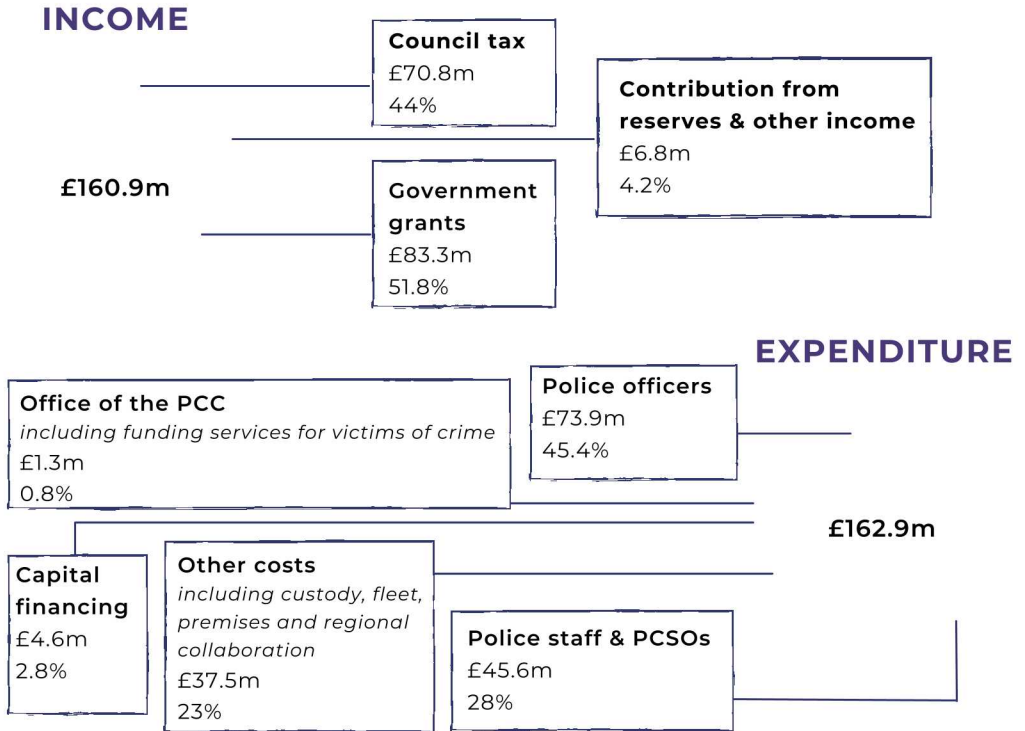 INCOME
Council tax
£70.8m
44%
Contribution from
reserves & other income
£6.8m
4.2%
£160.9m
Government
grants
£83.3m
51.8%
EXPENDITURE
Office of the PCC
including funding services for victims of crime
£1.3m
0.8%
Police officers
£73.9m
45.4%
£162.9m
Capital
financing
£4.6m
2.8%
Other costs
including custody, fleet,
premises and regional
collaboration
£37.5m
23%
Police staff & PCSOs
£45.6m
28%